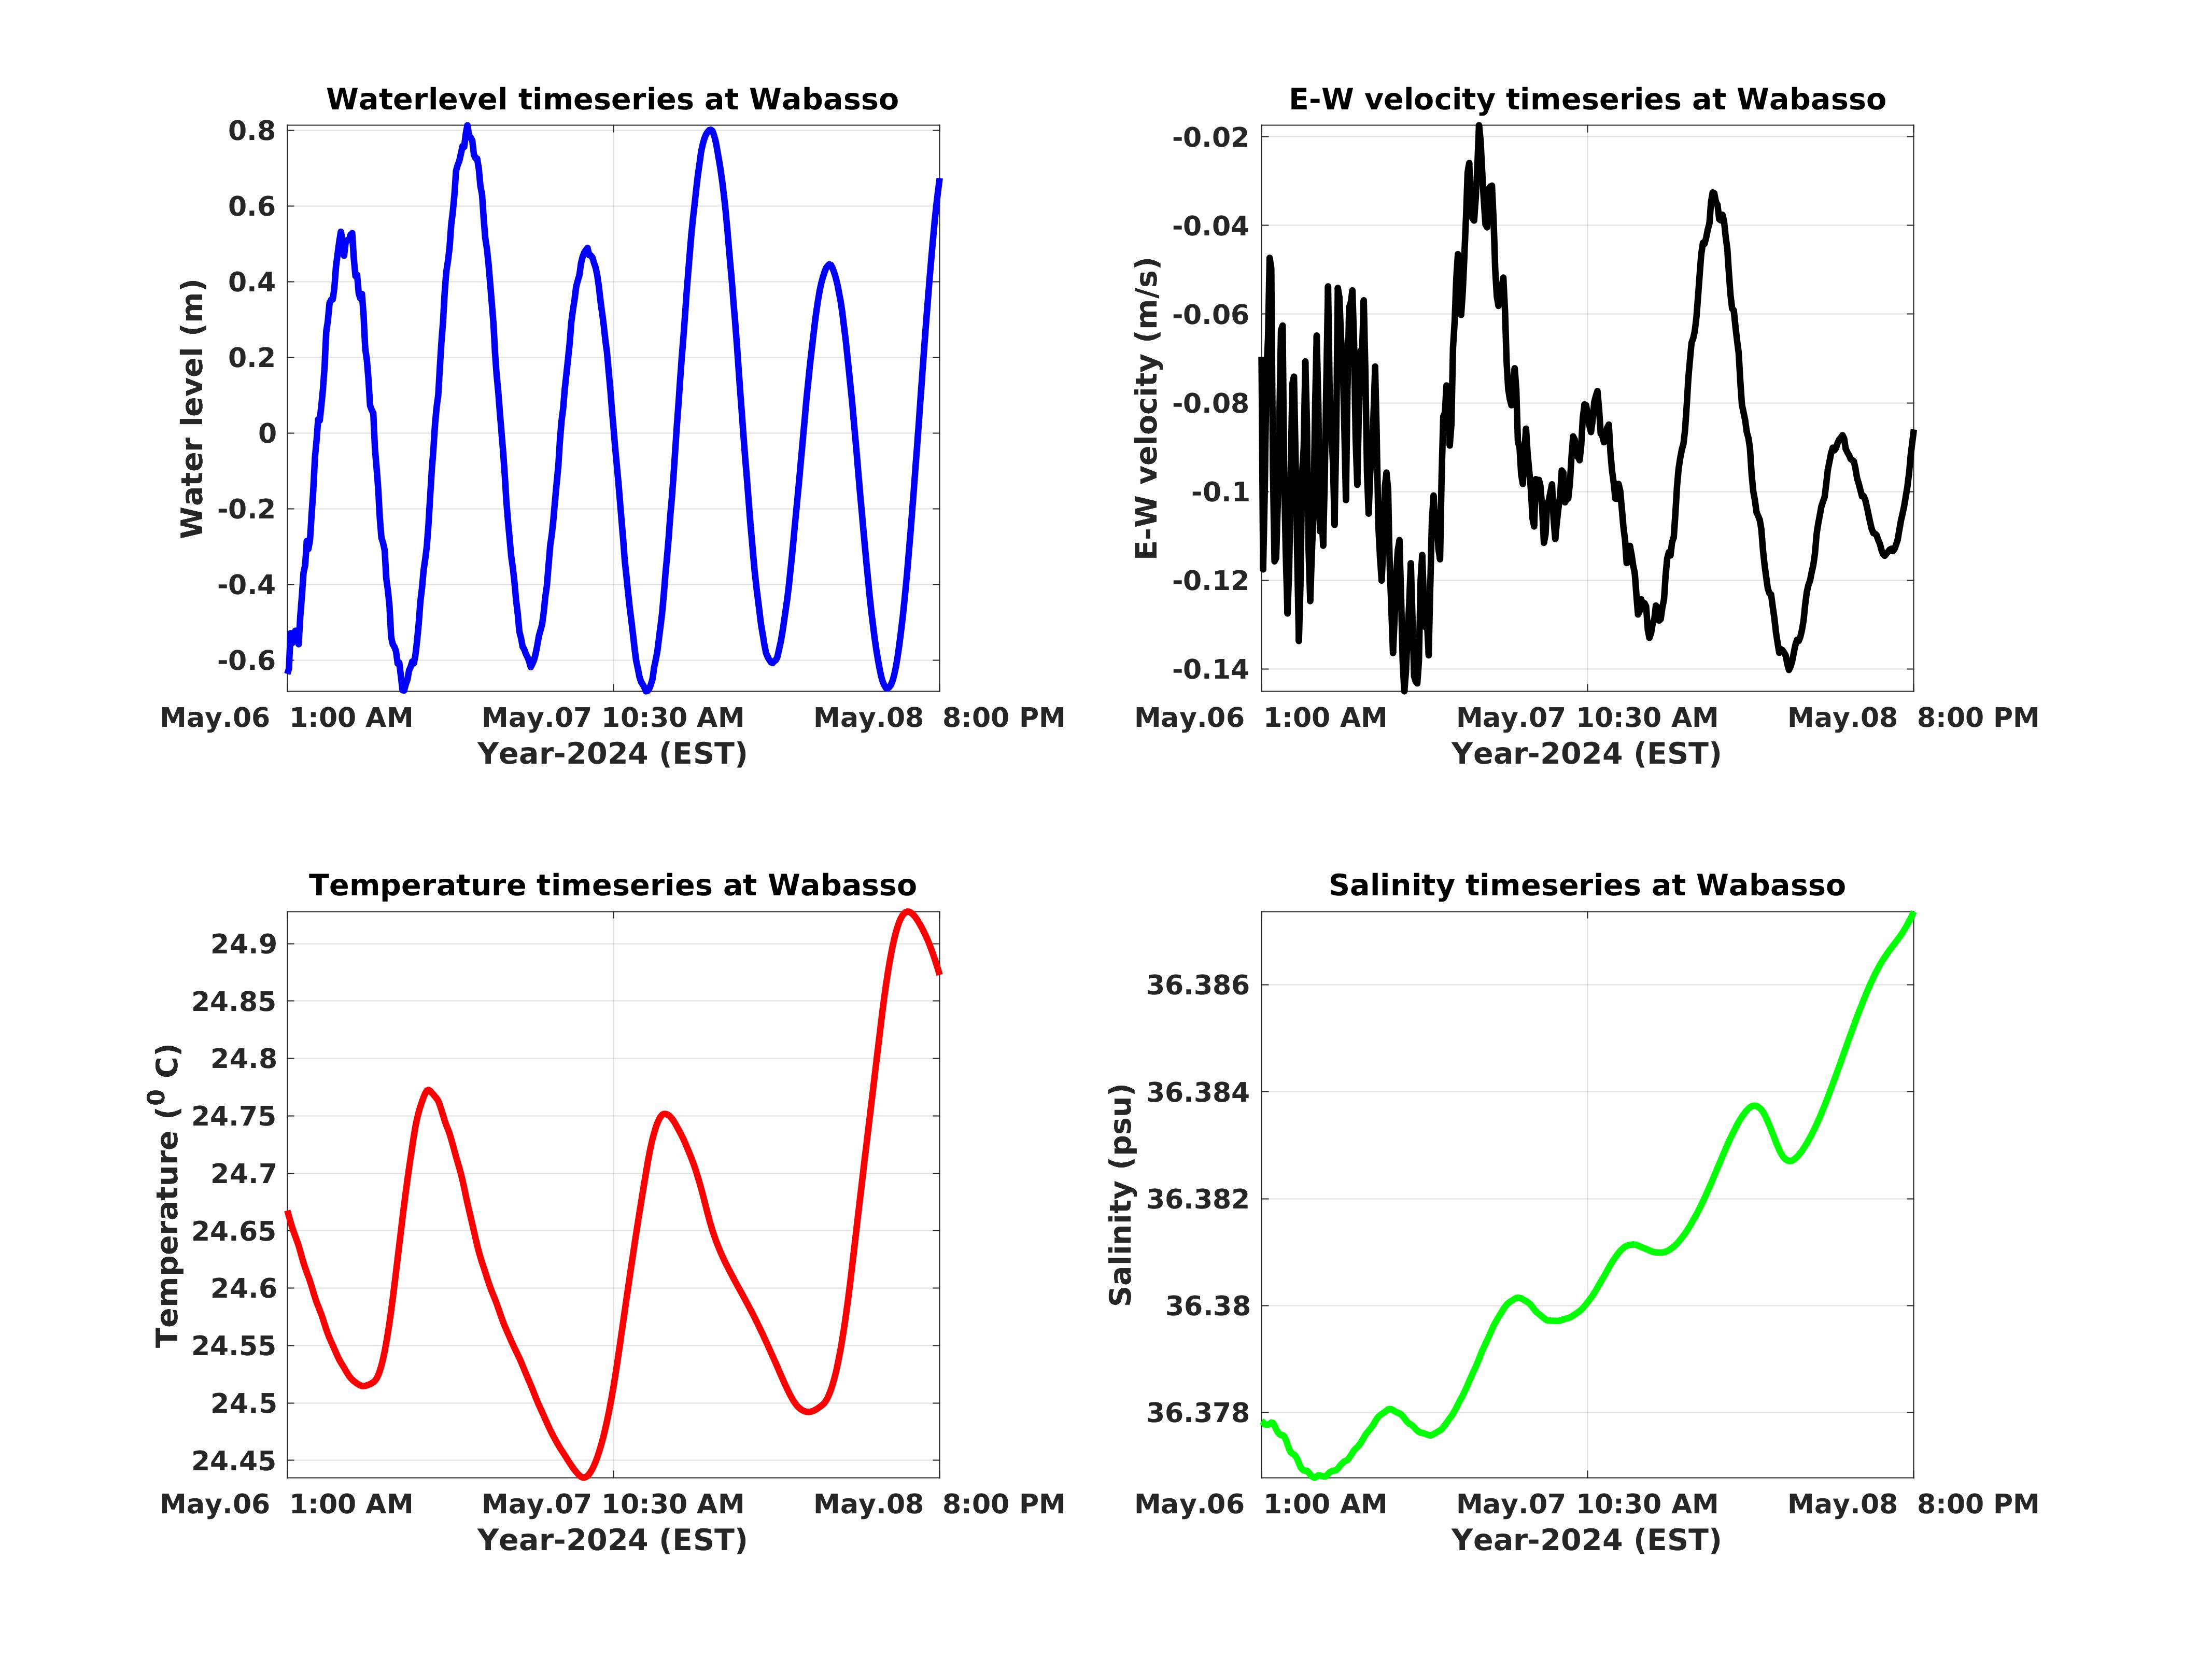 Waterlevel timeseries at Wabasso
0.8
0.6
0.4
0.2
0
-0.2
-0.4
-0.6
Water level (m)
May.06 1:00 AM May.07 10:30 AM May.08 8:00 PM
Year-2024 (EST)
E-W velocity timeseries at Wabasso
-0.02
-0.04
-0.06
-0.08
-0.1
-0.12
-0.14
E-W velocity (m/s)
May.06 1:00 AM May.07 10:30 AM May.08 8:00 PM
Year-2024 (EST)
Temperature timeseries at Wabasso
24.9
24.85
24.8
24.75
24.7
24.65
24.6
24.55
24.5
24.45
Temperature (⁰ C)
May.06 1:00 AM May.07 10:30 AM May.08 8:00 PM
Year-2024 (EST)
Salinity timeseries at Wabasso
36.386
36.384
36.382
36.38
36.378
Salinity (psu)
May.06 1:00 AM May.07 10:30 AM May.08 8:00 PM
Year-2024 (EST)